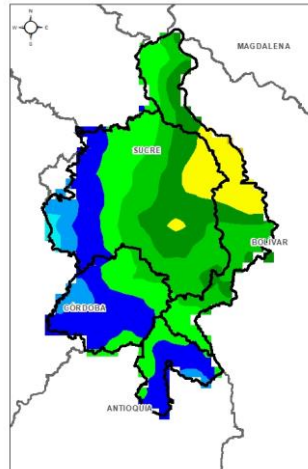 N
W E
S
MAGDALENA
SUCRE
BOLIVAR
CÓRDOBA
ANTIOQUIA